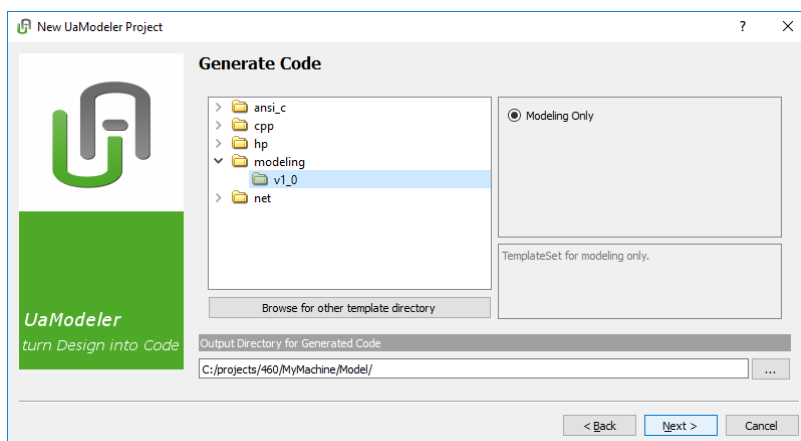 New UaModeler Project
?
Generate Code
ansi_c
cpp
hp
modeling
v1_0
net
Modeling Only
TemplateSet for modeling only.
Browse for other template directory
UaModeler
turn Design into Code
Output Directory for Generated Code
C:/projects/460/MyMachine/Model/
...
< Back
Next >
Cancel